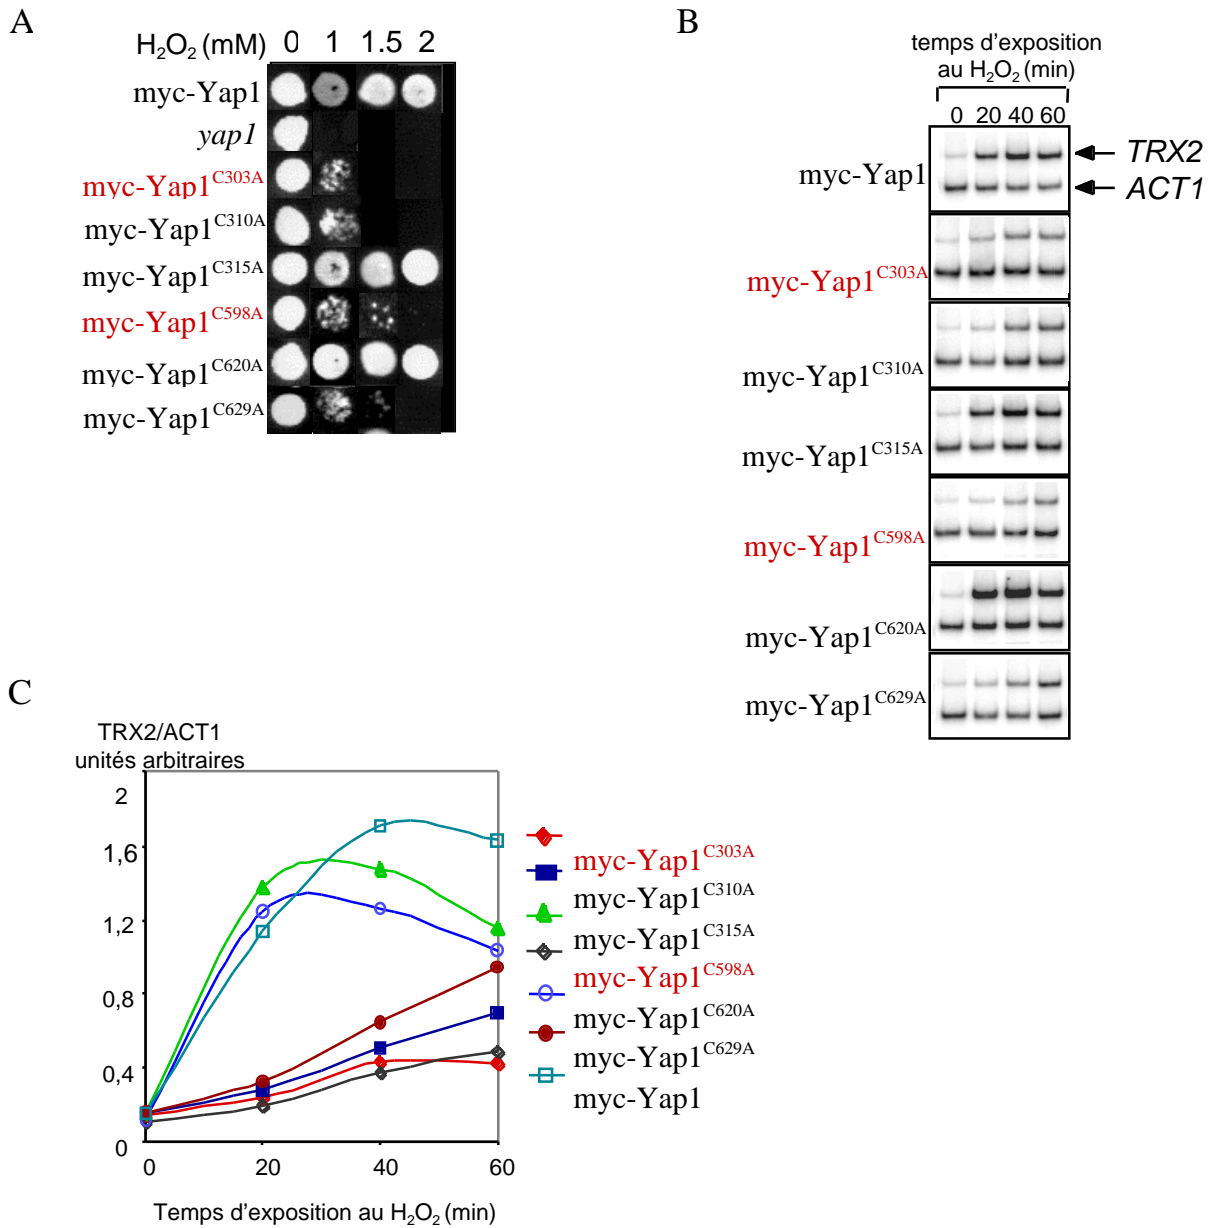 A
H₂O₂ (mM) 0 1 1.5 2
myc-Yap1
yap1
myc-Yap1C303A
myc-Yap1C310A
myc-Yap1C315A
myc-Yap1C598A
myc-Yap1C620A
myc-Yap1C629A
B
temps d'exposition
au H₂O₂ (min)
0 20 40 60
myc-Yap1
TRX2
ACT1
myc-Yap1C303A
myc-Yap1C310A
myc-Yap1C315A
myc-Yap1C598A
myc-Yap1C620A
myc-Yap1C629A
C
TRX2/ACT1
unités arbitraires
2
1,6
1,2
0,8
0,4
0
0 20 40 60
Temps d'exposition au H₂O₂ (min)
myc-Yap1C303A
myc-Yap1C310A
myc-Yap1C315A
myc-Yap1C598A
myc-Yap1C620A
myc-Yap1C629A
myc-Yap1